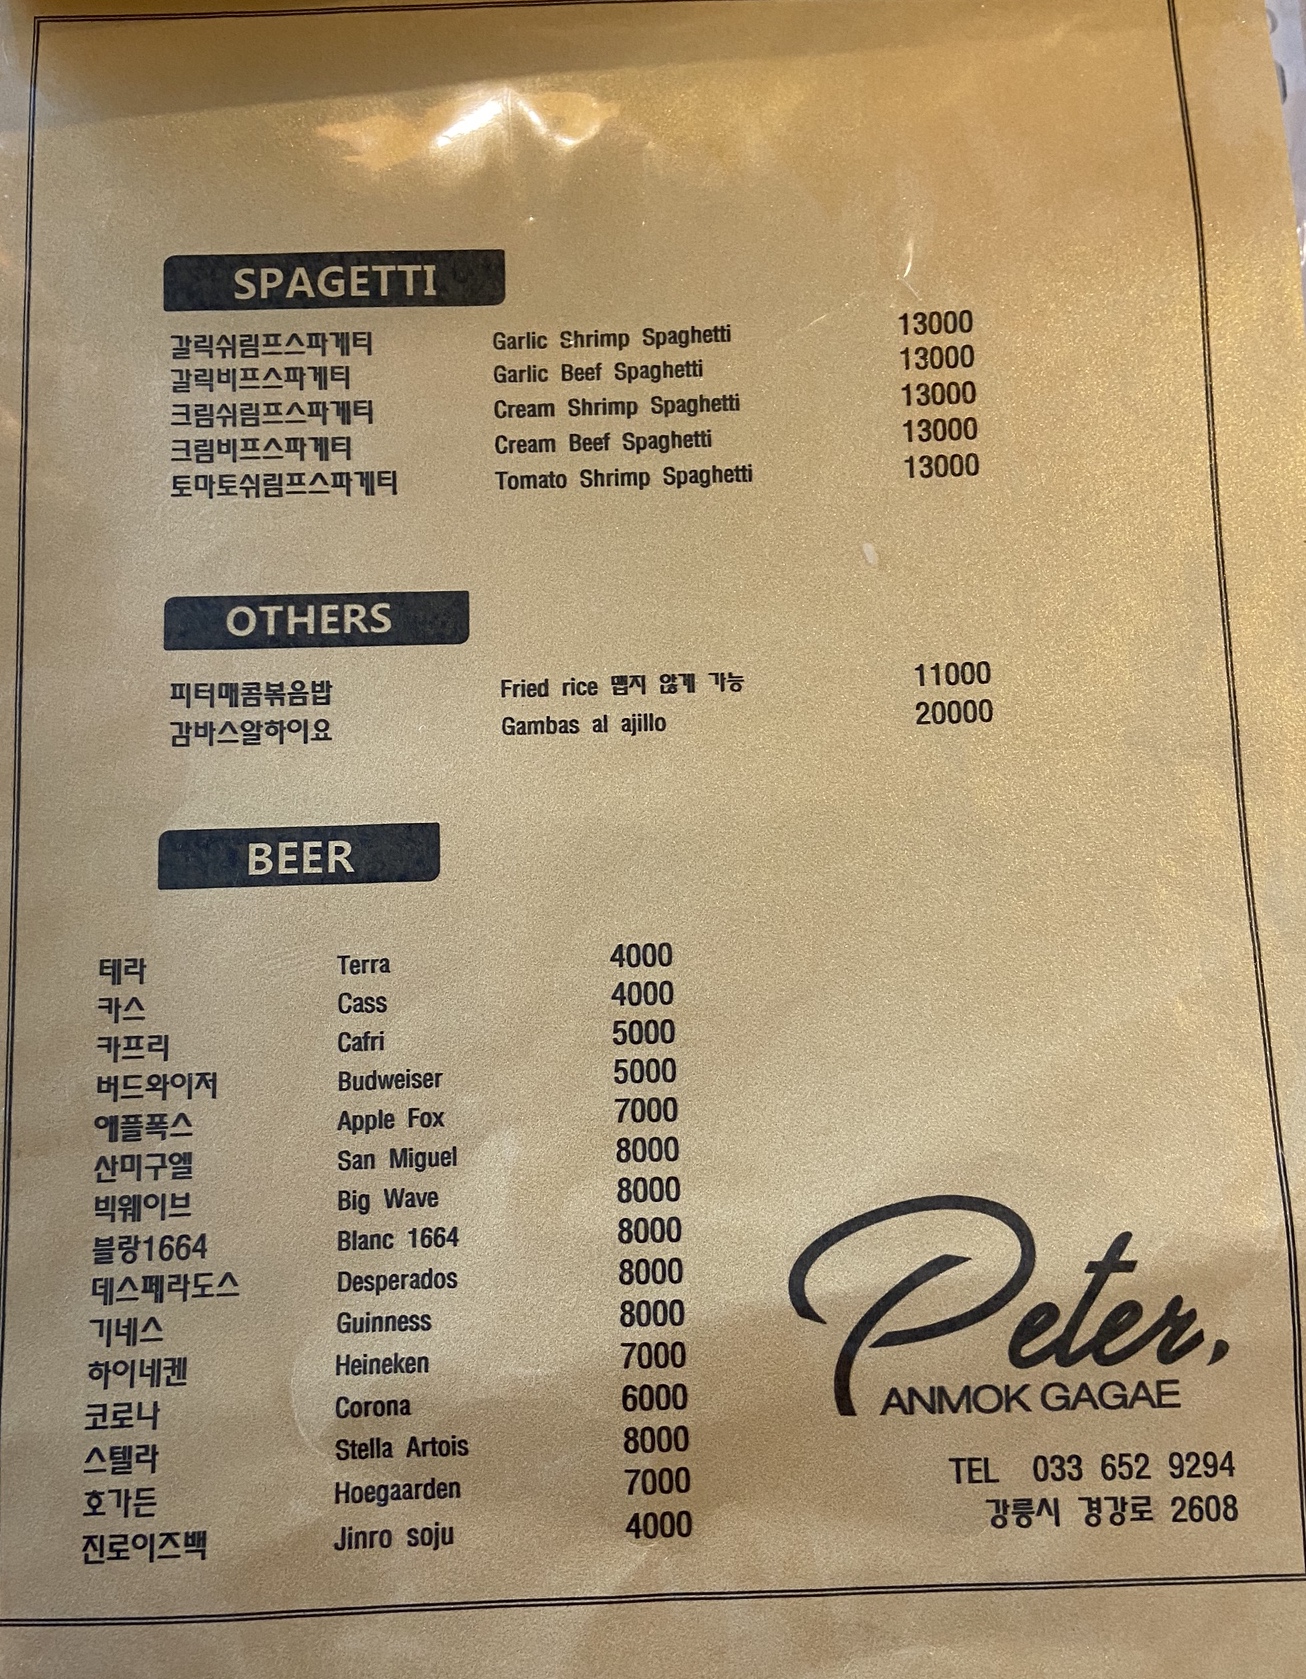 SPAGETTI
갈릭쉬림프스파게티 Garlic Shrimp Spaghetti 13000
갈릭비프스파게티 Garlic Beef Spaghetti 13000
크림쉬림프스파게티 Cream Shrimp Spaghetti 13000
크림비프스파게티 Cream Beef Spaghetti 13000
토마토쉬림프스파게티 Tomato Shrimp Spaghetti 13000
OTHERS
피터매콤볶음밥 Fried rice 맵지 않게 가능 11000
감바스알하이요 Gambas al ajillo 20000
BEER
테라 Terra 4000
카스 Cass 4000
카프리 Cafri 5000
버드와이저 Budweiser 5000
애플폭스 Apple Fox 7000
산미구엘 San Miguel 8000
빅웨이브 Big Wave 8000
블랑1664 Blanc 1664 8000
데스페라도스 Desperados 8000
기네스 Guinness 8000
하이네켄 Heineken 7000
코로나 Corona 6000
스텔라 Stella Artois 8000
호가든 Hoegaarden 7000
진로이즈백 Jinro soju 4000
Peter,
ANMOK GAGAE
TEL 033 652 9294
강릉시 경강로 2608